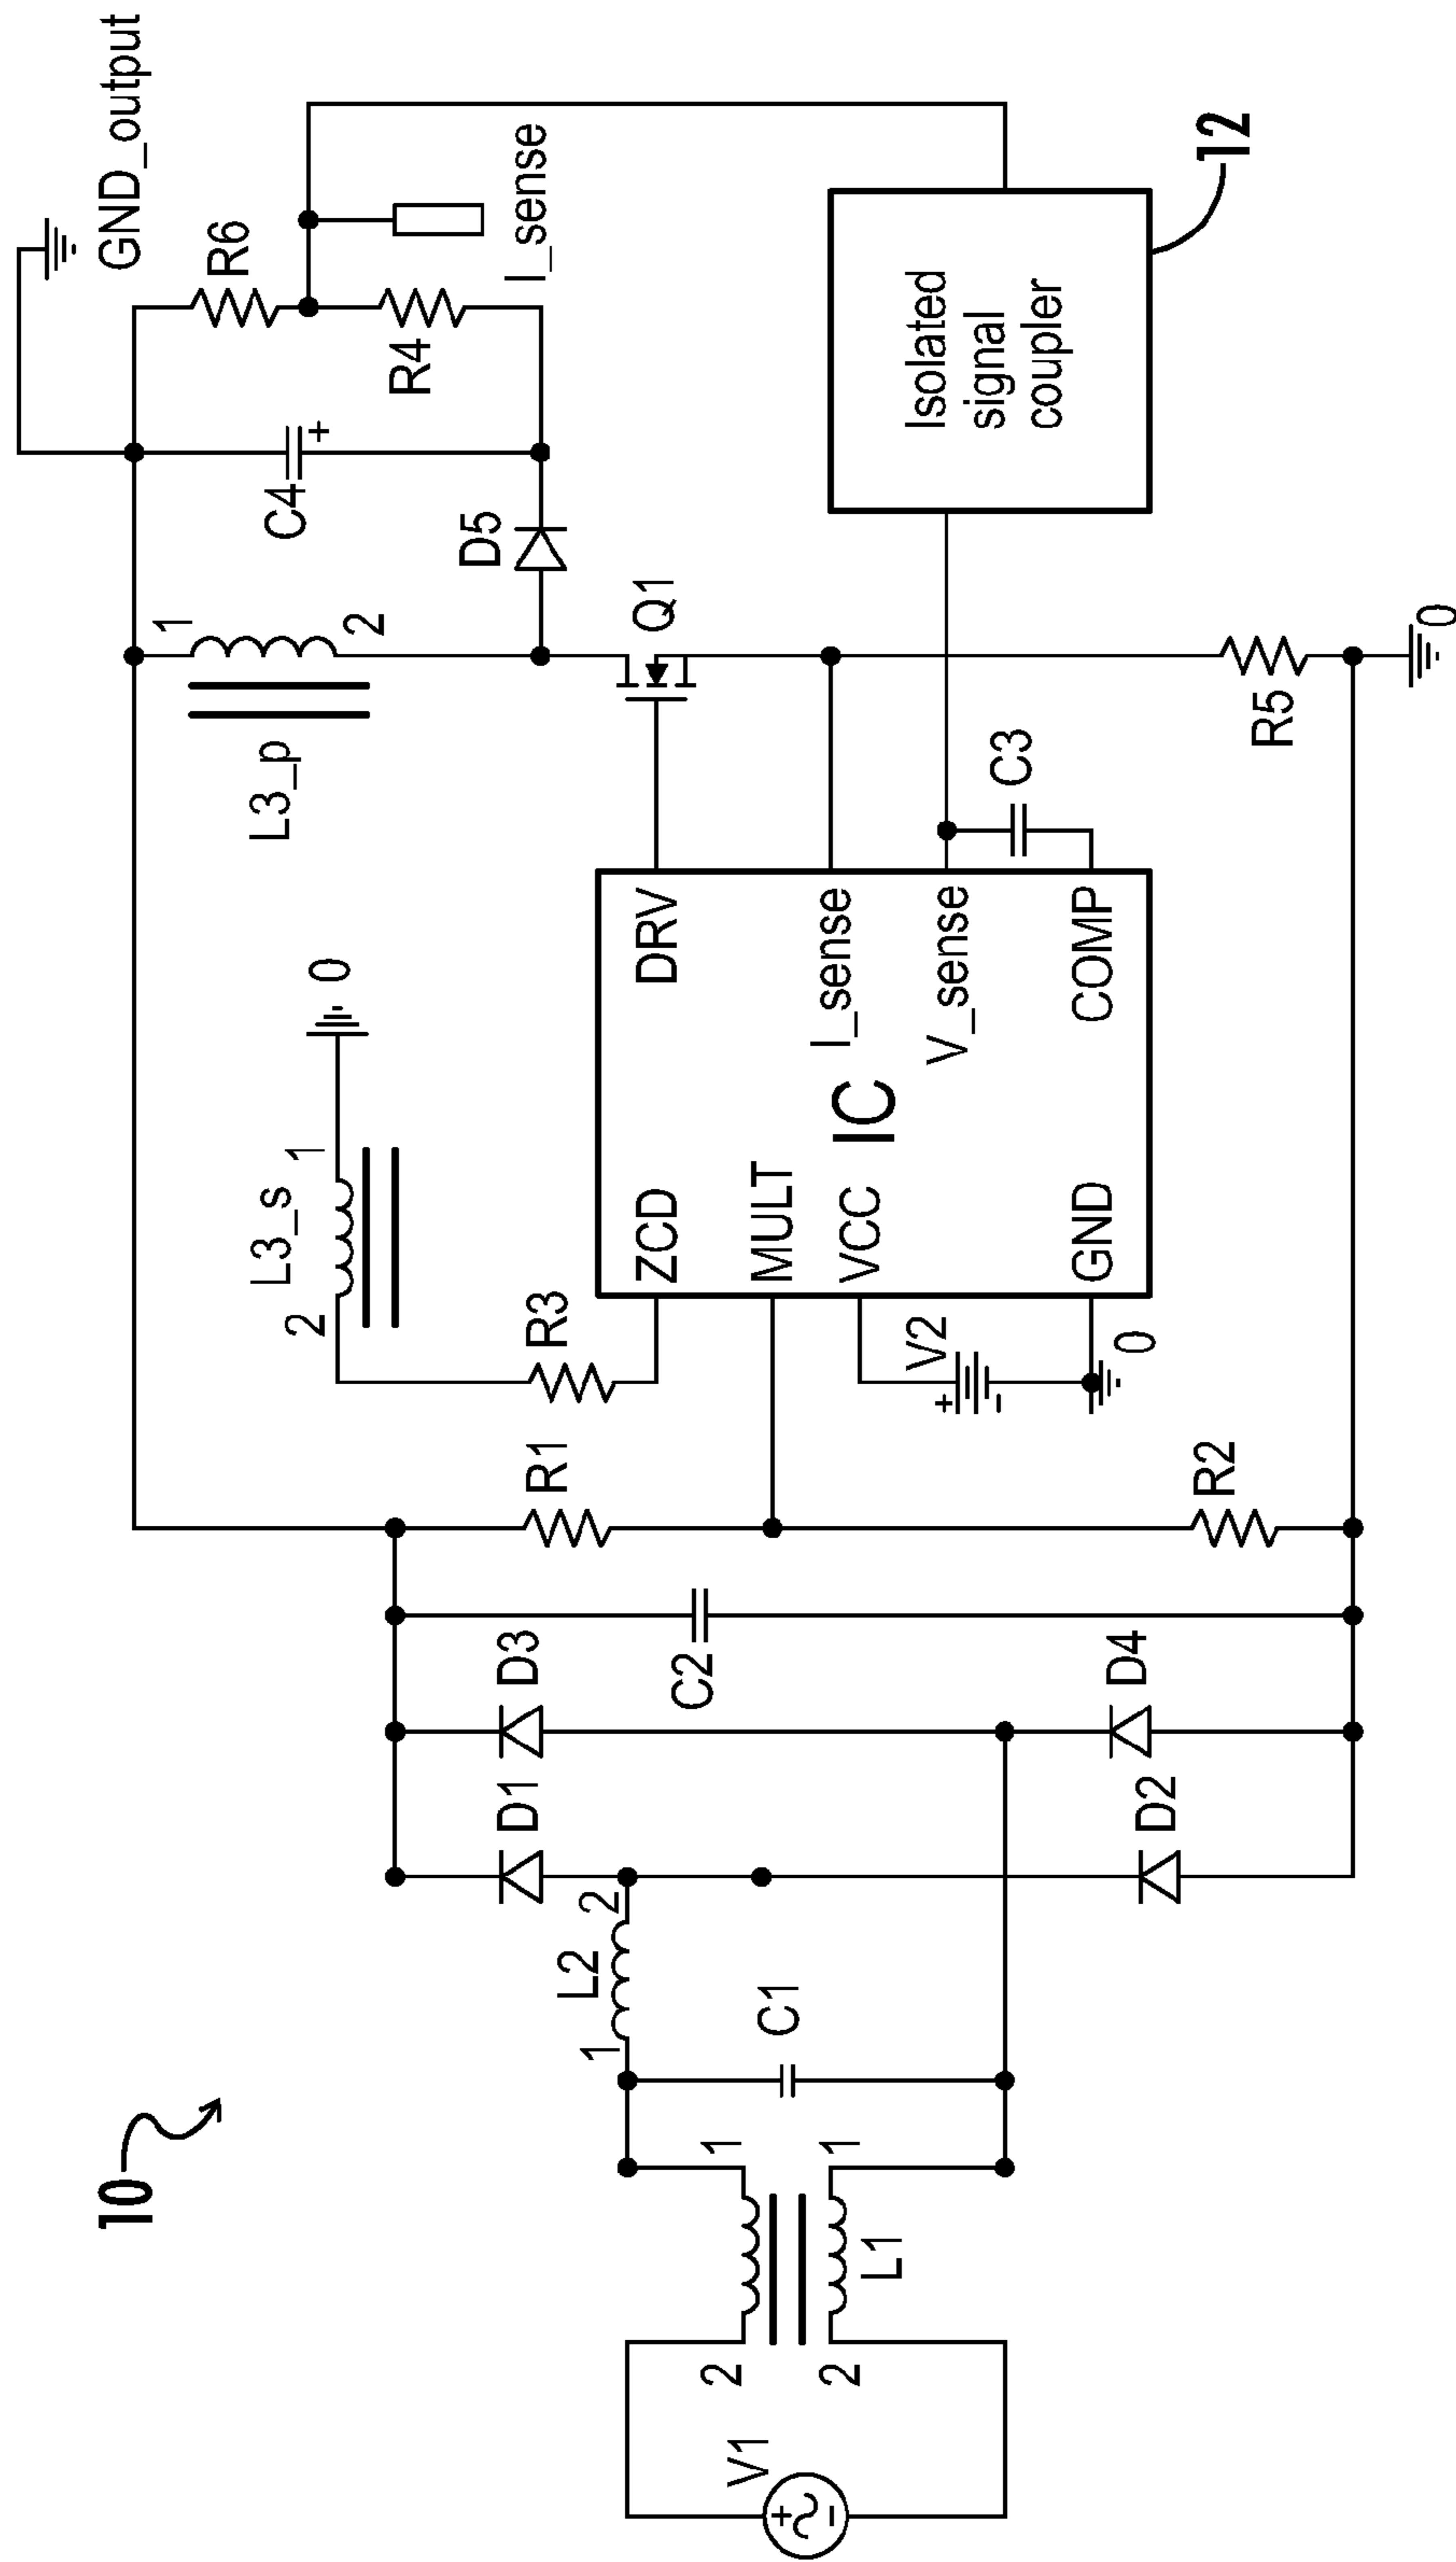 10
V1
+
-
2
1
2
1
L1
C1
1
L2
2
D1
D2
D3
D4
C2
R1
R2
R3
2
L3_s
1
0
ZCD
MULT
VCC
GND
IC
DRV
I_sense
V_sense
COMP
V2
+
-
0
C3
L3_p
1
2
Q1
R5
0
D5
C4
+
R4
R6
I_sense
GND_output
Isolated
signal
coupler
12